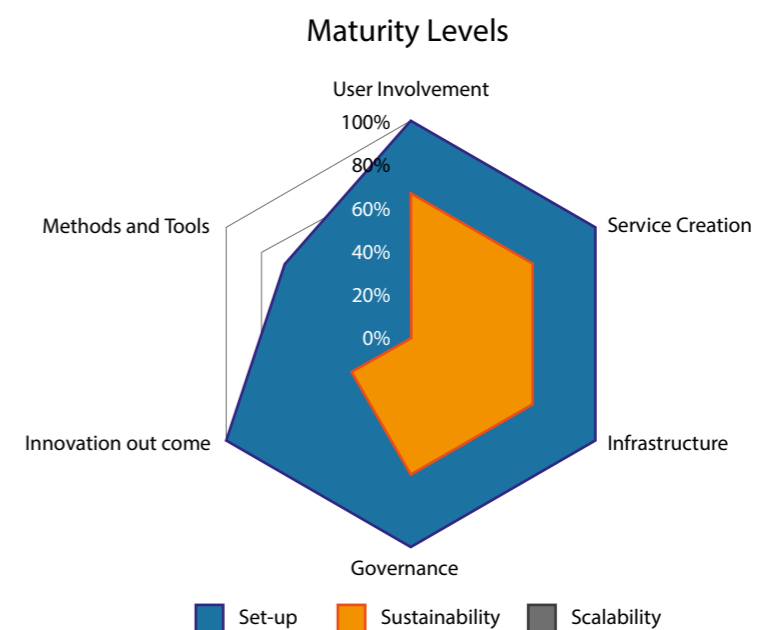 Maturity Levels
User Involvement
100%
80%
60%
40%
20%
0%
Methods and Tools
Service Creation
Innovation out come
Infrastructure
Governance
Set-up Sustainability Scalability